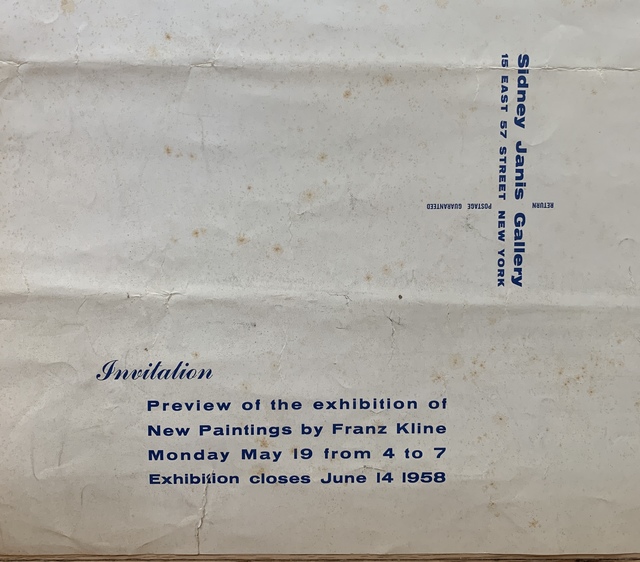 Sidney Janis Gallery
15 EAST 57 STREET NEW YORK
RETURN POSTAGE GUARANTEED
Invitation
Preview of the exhibition of
New Paintings by Franz Kline
Monday May 19 from 4 to 7
Exhibition closes June 14 1958